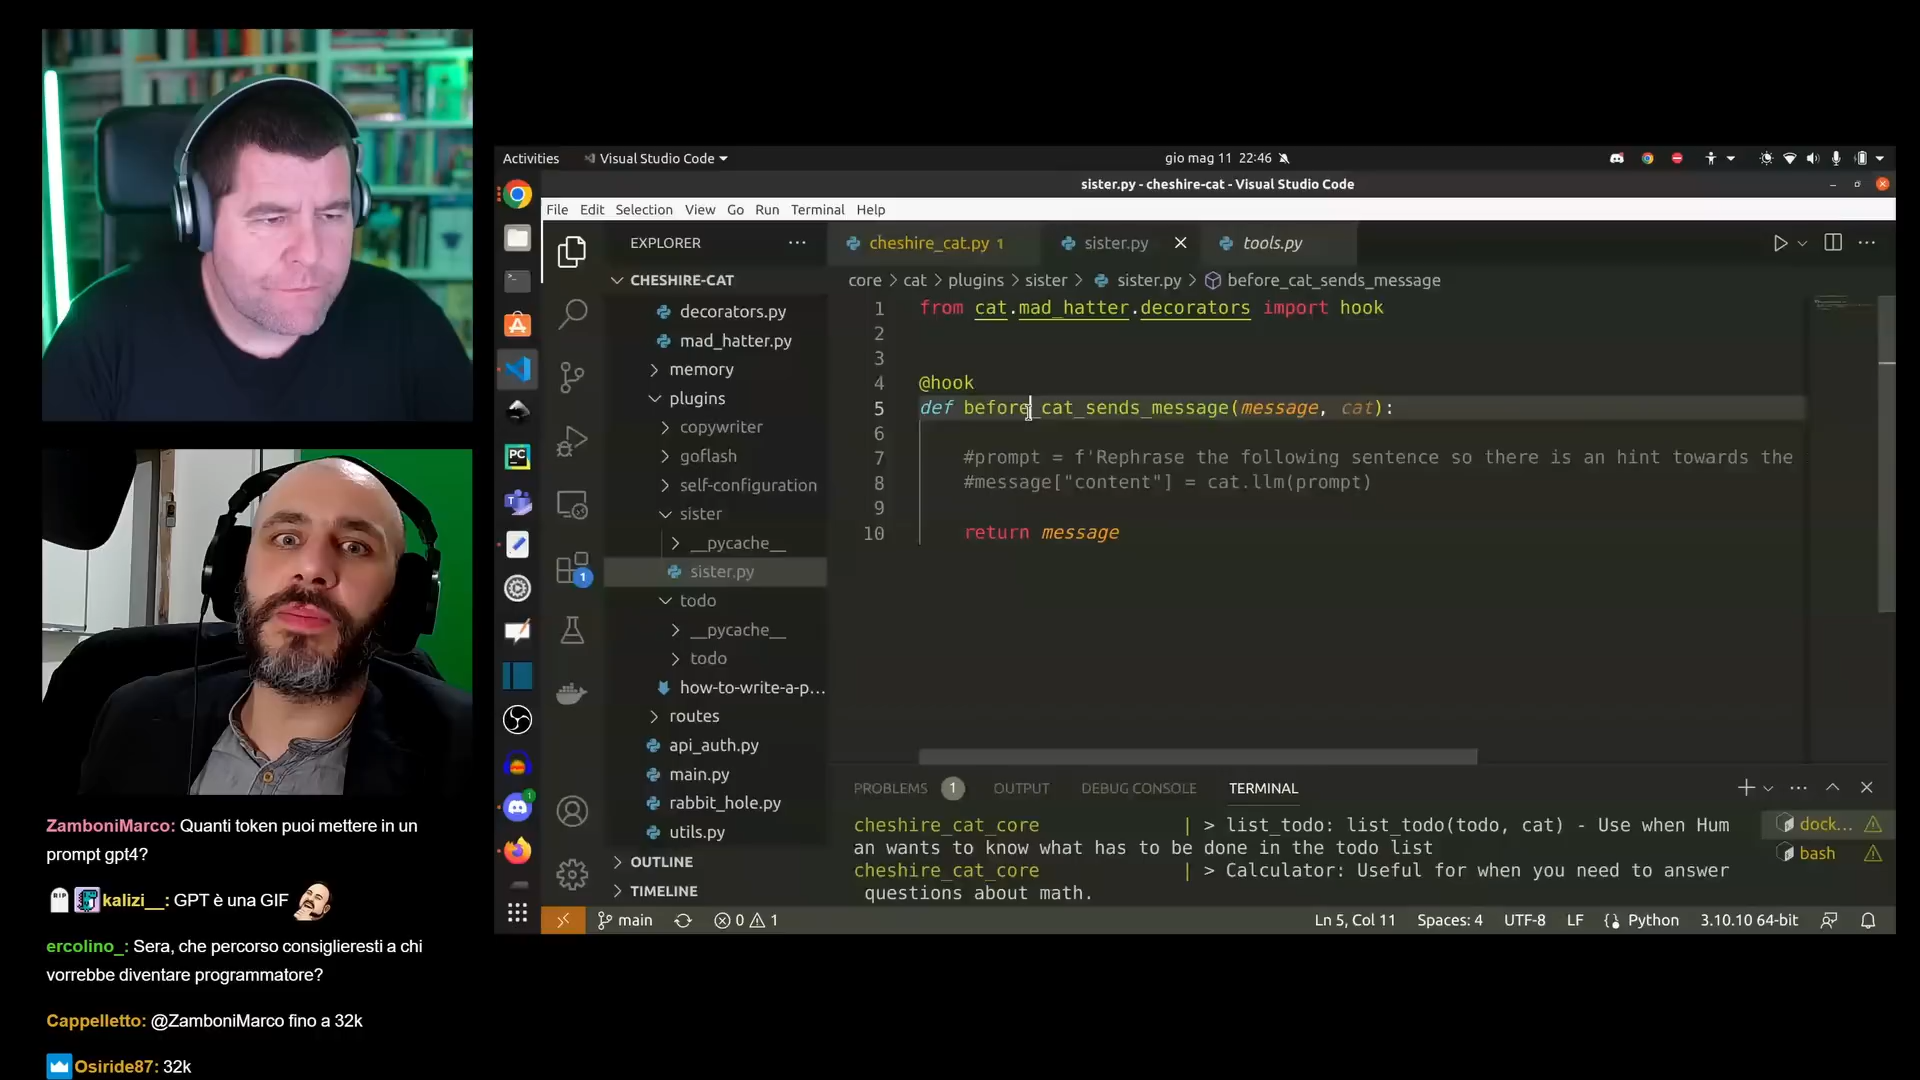 Activities
Visual Studio Code
gio mag 11 22:46
sister.py - cheshire-cat - Visual Studio Code
File Edit Selection View Go Run Terminal Help
EXPLORER
CHESHIRE-CAT
decorators.py
mad_hatter.py
memory
plugins
copywriter
goflash
self-configuration
sister
__pycache__
sister.py
todo
__pycache__
todo
how-to-write-a-p...
routes
api_auth.py
main.py
rabbit_hole.py
utils.py
OUTLINE
TIMELINE
cheshire_cat.py 1
sister.py
tools.py
core > cat > plugins > sister > sister.py > before_cat_sends_message
1 from cat.mad_hatter.decorators import hook
2
3
4 @hook
5 def before_cat_sends_message(message, cat):
6
7 #prompt = f'Rephrase the following sentence so there is an hint towards the
8 #message["content"] = cat.llm(prompt)
9
10 return message
PROBLEMS 1 OUTPUT DEBUG CONSOLE TERMINAL
cheshire_cat_core | > list_todo: list_todo(todo, cat) - Use when Hum
an wants to know what has to be done in the todo list
cheshire_cat_core | > Calculator: Useful for when you need to answer
questions about math.
dock...
bash
main 0 1 Ln 5, Col 11 Spaces: 4 UTF-8 LF Python 3.10.10 64-bit
PC
1
1
ZamboniMarco: Quanti token puoi mettere in un
prompt gpt4?
kalizi__: GPT è una GIF
ercolino_: Sera, che percorso consiglieresti a chi
vorrebbe diventare programmatore?
Cappelletto: @ZamboniMarco fino a 32k
Osiride87: 32k